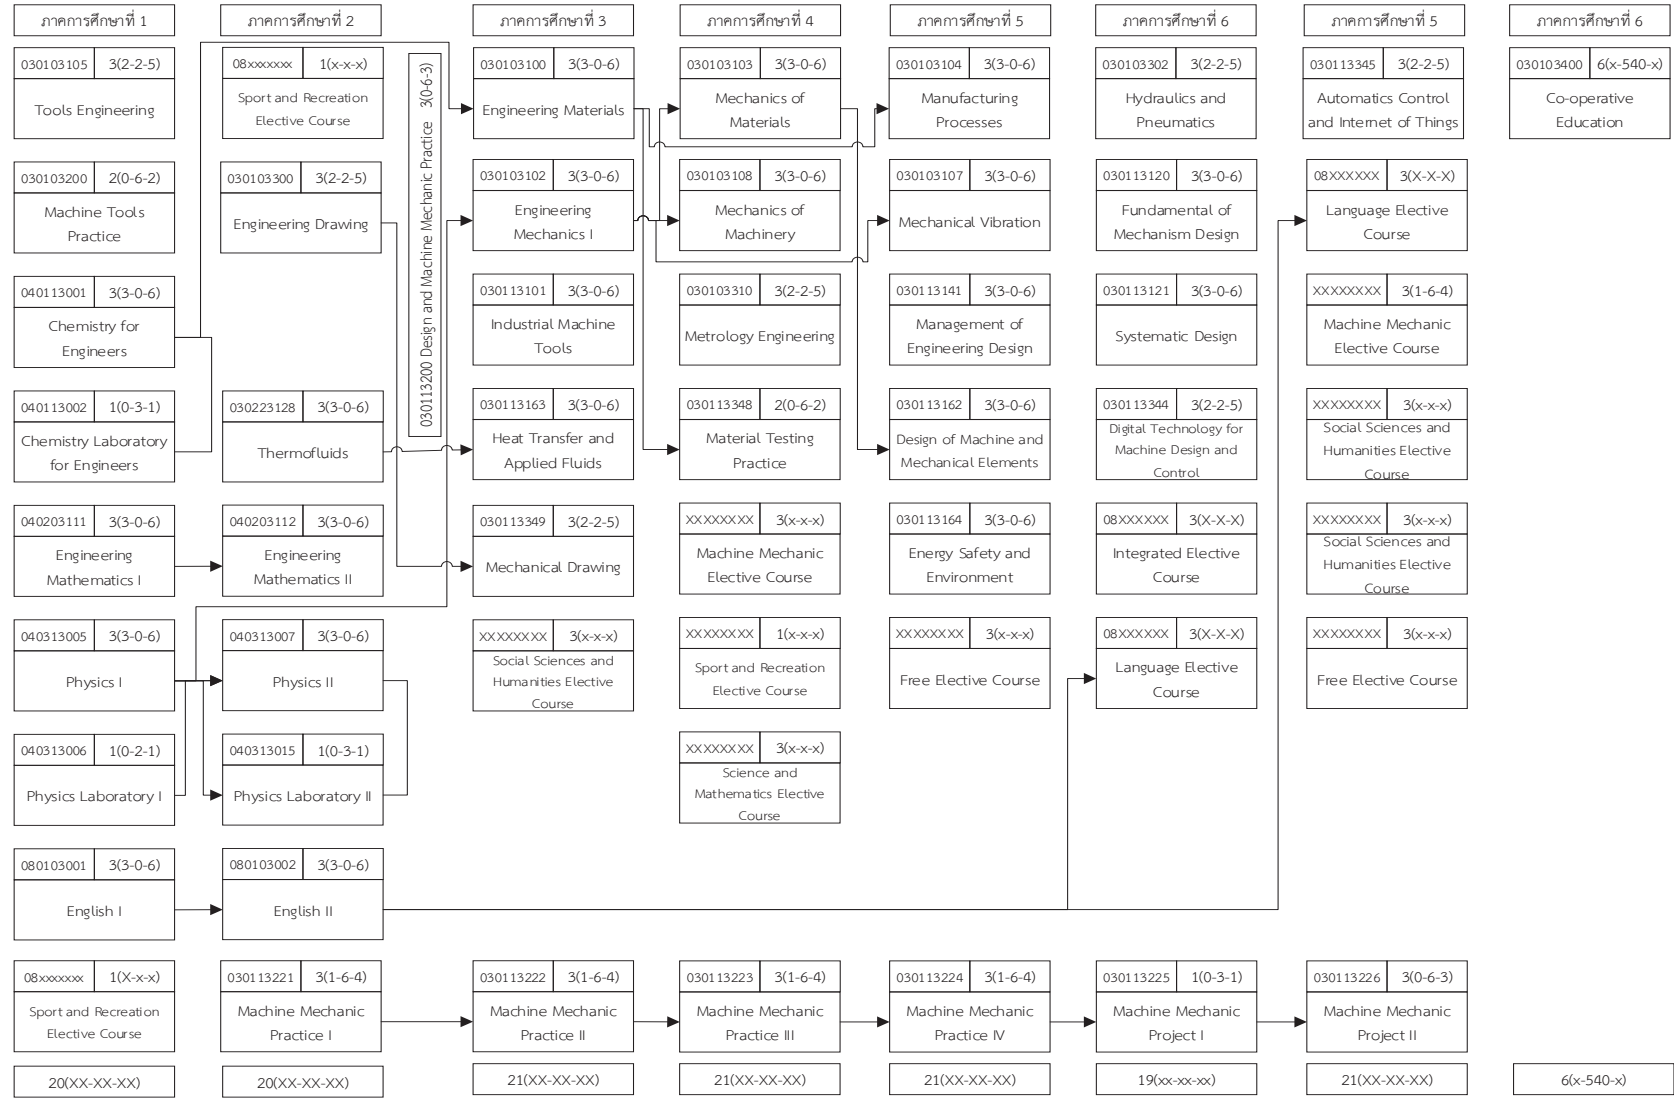 ภาคการศึกษาที่ 1
030103105 3(2-2-5)
Tools Engineering
030103200 2(0-6-2)
Machine Tools
Practice
040113001 3(3-0-6)
Chemistry for
Engineers
040113002 1(0-3-1)
Chemistry Laboratory
for Engineers
040203111 3(3-0-6)
Engineering
Mathematics I
040313005 3(3-0-6)
Physics I
040313006 1(0-2-1)
Physics Laboratory I
080103001 3(3-0-6)
English I
08xxxxxxx 1(X-x-x)
Sport and Recreation
Elective Course
20(XX-XX-XX)
ภาคการศึกษาที่ 2
08xxxxxxx 1(x-x-x)
Sport and Recreation
Elective Course
030103300 3(2-2-5)
Engineering Drawing
030223128 3(3-0-6)
Thermofluids
040203112 3(3-0-6)
Engineering
Mathematics II
040313007 3(3-0-6)
Physics II
040313015 1(0-3-1)
Physics Laboratory II
080103002 3(3-0-6)
English II
030113221 3(1-6-4)
Machine Mechanic
Practice I
20(XX-XX-XX)
030113200 Design and Machine Mechanic Practice 3(0-6-3)
ภาคการศึกษาที่ 3
030103100 3(3-0-6)
Engineering Materials
030103102 3(3-0-6)
Engineering
Mechanics I
030113101 3(3-0-6)
Industrial Machine
Tools
030113163 3(3-0-6)
Heat Transfer and
Applied Fluids
030113349 3(2-2-5)
Mechanical Drawing
XXXXXXXX 3(x-x-x)
Social Sciences and
Humanities Elective
Course
030113222 3(1-6-4)
Machine Mechanic
Practice II
21(XX-XX-XX)
ภาคการศึกษาที่ 4
030103103 3(3-0-6)
Mechanics of
Materials
030103108 3(3-0-6)
Mechanics of
Machinery
030103310 3(2-2-5)
Metrology Engineering
030113348 2(0-6-2)
Material Testing
Practice
XXXXXXXX 3(x-x-x)
Machine Mechanic
Elective Course
XXXXXXXX 1(x-x-x)
Sport and Recreation
Elective Course
XXXXXXXX 3(x-x-x)
Science and
Mathematics Elective
Course
030113223 3(1-6-4)
Machine Mechanic
Practice III
21(XX-XX-XX)
ภาคการศึกษาที่ 5
030103104 3(3-0-6)
Manufacturing
Processes
030103107 3(3-0-6)
Mechanical Vibration
030113141 3(3-0-6)
Management of
Engineering Design
030113162 3(3-0-6)
Design of Machine and
Mechanical Elements
030113164 3(3-0-6)
Energy Safety and
Environment
XXXXXXXX 3(x-x-x)
Free Elective Course
030113224 3(1-6-4)
Machine Mechanic
Practice IV
21(XX-XX-XX)
ภาคการศึกษาที่ 6
030103302 3(2-2-5)
Hydraulics and
Pneumatics
030113120 3(3-0-6)
Fundamental of
Mechanism Design
030113121 3(3-0-6)
Systematic Design
030113344 3(2-2-5)
Digital Technology for
Machine Design and
Control
08XXXXXX 3(X-X-X)
Integrated Elective
Course
08XXXXXX 3(X-X-X)
Language Elective
Course
030113225 1(0-3-1)
Machine Mechanic
Project I
19(xx-xx-xx)
ภาคการศึกษาที่ 5
030113345 3(2-2-5)
Automatics Control
and Internet of Things
08XXXXXX 3(X-X-X)
Language Elective
Course
XXXXXXXX 3(1-6-4)
Machine Mechanic
Elective Course
XXXXXXXX 3(x-x-x)
Social Sciences and
Humanities Elective
Course
XXXXXXXX 3(x-x-x)
Social Sciences and
Humanities Elective
Course
XXXXXXXX 3(x-x-x)
Free Elective Course
030113226 3(0-6-3)
Machine Mechanic
Project II
21(XX-XX-XX)
ภาคการศึกษาที่ 6
030103400 6(x-540-x)
Co-operative
Education
6(x-540-x)